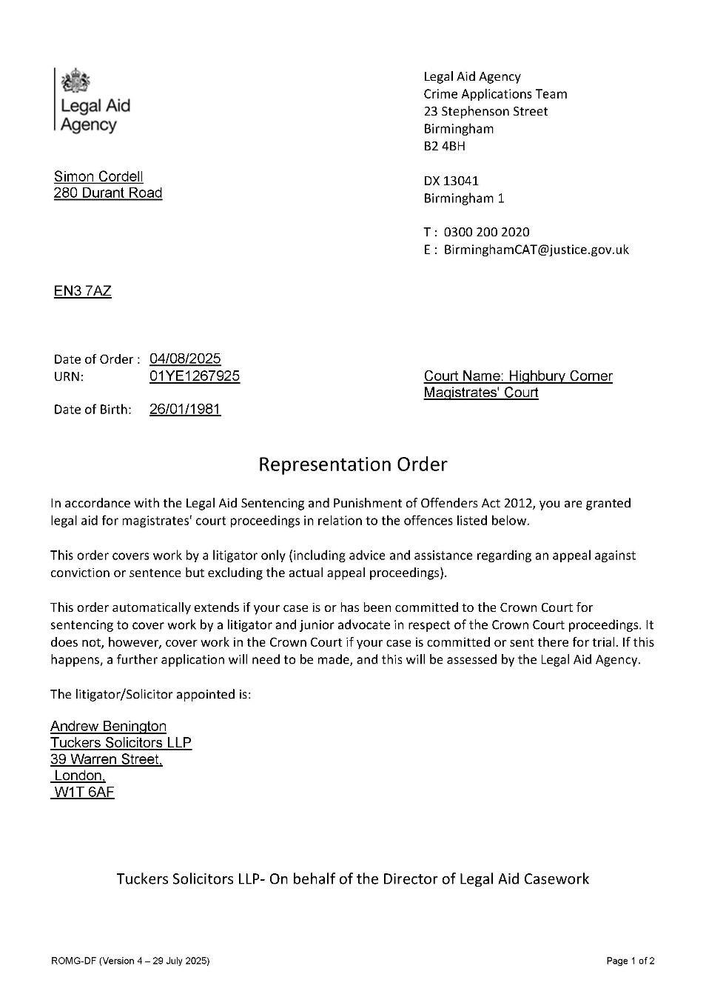 Legal Aid
Agency
Legal Aid Agency
Crime Applications Team
23 Stephenson Street
Birmingham
B2 4BH
DX 13041
Birmingham 1
T : 0300 200 2020
E : BirminghamCAT@justice.gov.uk
Simon Cordell
280 Durant Road
EN3 7AZ
Date of Order : 04/08/2025
URN: 01YE1267925
Date of Birth: 26/01/1981
Court Name: Highbury Corner
Magistrates' Court
Representation Order
In accordance with the Legal Aid Sentencing and Punishment of Offenders Act 2012, you are granted
legal aid for magistrates' court proceedings in relation to the offences listed below.
This order covers work by a litigator only (including advice and assistance regarding an appeal against
conviction or sentence but excluding the actual appeal proceedings).
This order automatically extends if your case is or has been committed to the Crown Court for
sentencing to cover work by a litigator and junior advocate in respect of the Crown Court proceedings. It
does not, however, cover work in the Crown Court if your case is committed or sent there for trial. If this
happens, a further application will need to be made, and this will be assessed by the Legal Aid Agency.
The litigator/Solicitor appointed is:
Andrew Benington
Tuckers Solicitors LLP
39 Warren Street,
London,
W1T 6AF
Tuckers Solicitors LLP- On behalf of the Director of Legal Aid Casework
ROMG-DF (Version 4 – 29 July 2025)
Page 1 of 2